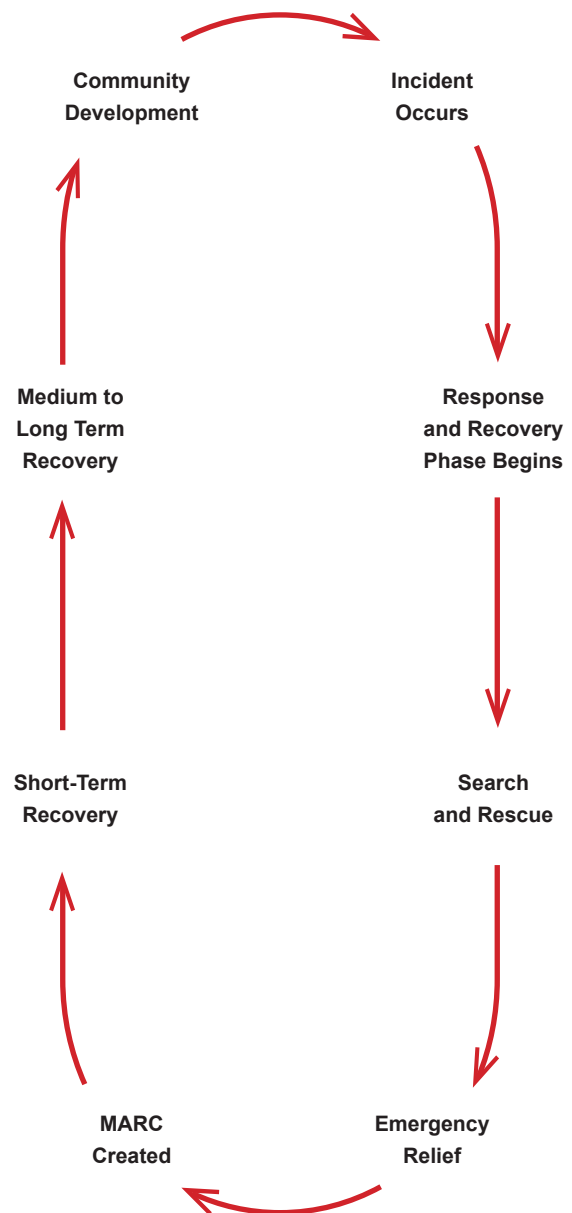 Community
Development
Incident
Occurs
Medium to
Long Term
Recovery
Response
and Recovery
Phase Begins
Short-Term
Recovery
Search
and Rescue
MARC
Created
Emergency
Relief